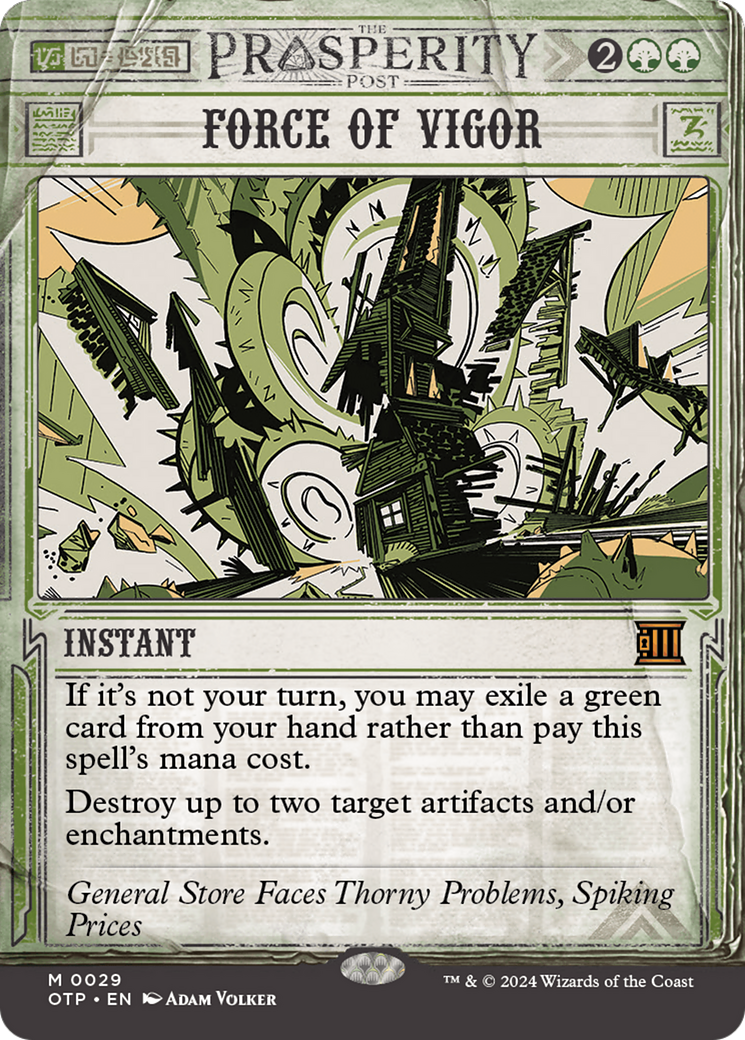 THE
PROSPERITY
POST
2
FORCE OF VIGOR
INSTANT
If it's not your turn, you may exile a green
card from your hand rather than pay this
spell's mana cost.
Destroy up to two target artifacts and/or
enchantments.
General Store Faces Thorny Problems, Spiking
Prices
M 0029
OTP • EN Adam Volker
™ & © 2024 Wizards of the Coast